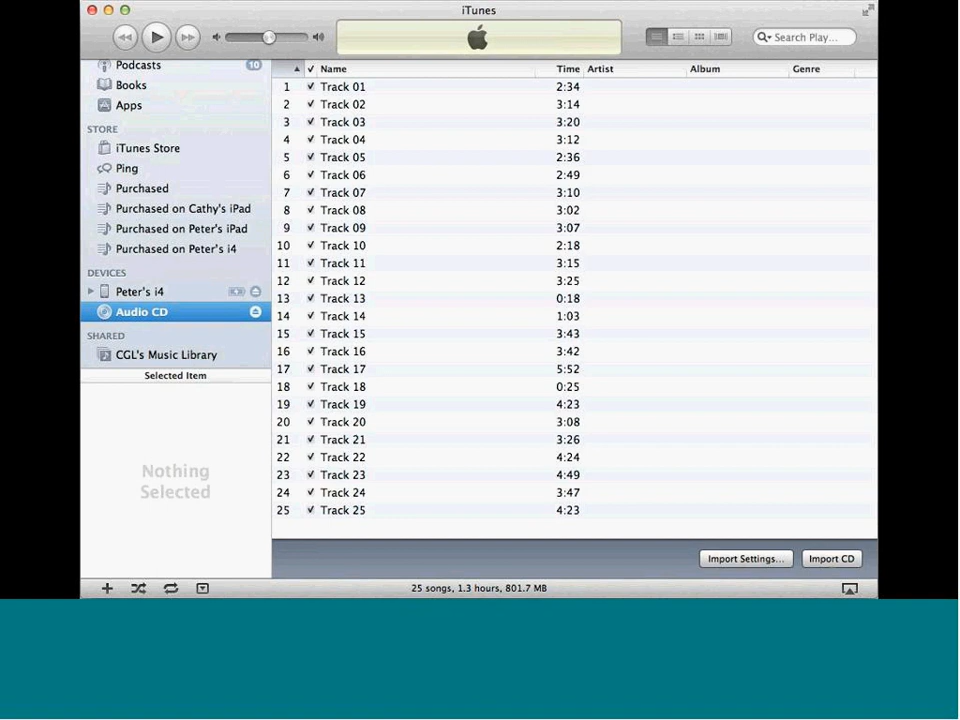 iTunes
Search Play...
Podcasts 10
Books
Apps
STORE
iTunes Store
Ping
Purchased
Purchased on Cathy's iPad
Purchased on Peter's iPad
Purchased on Peter's i4
DEVICES
Peter's i4
Audio CD
SHARED
CGL's Music Library
Selected Item
Nothing
Selected
Name Time Artist Album Genre
1 Track 01 2:34
2 Track 02 3:14
3 Track 03 3:20
4 Track 04 3:12
5 Track 05 2:36
6 Track 06 2:49
7 Track 07 3:10
8 Track 08 3:02
9 Track 09 3:07
10 Track 10 2:18
11 Track 11 3:15
12 Track 12 3:25
13 Track 13 0:18
14 Track 14 1:03
15 Track 15 3:43
16 Track 16 3:42
17 Track 17 5:52
18 Track 18 0:25
19 Track 19 4:23
20 Track 20 3:08
21 Track 21 3:26
22 Track 22 4:24
23 Track 23 4:49
24 Track 24 3:47
25 Track 25 4:23
Import Settings... Import CD
25 songs, 1.3 hours, 801.7 MB